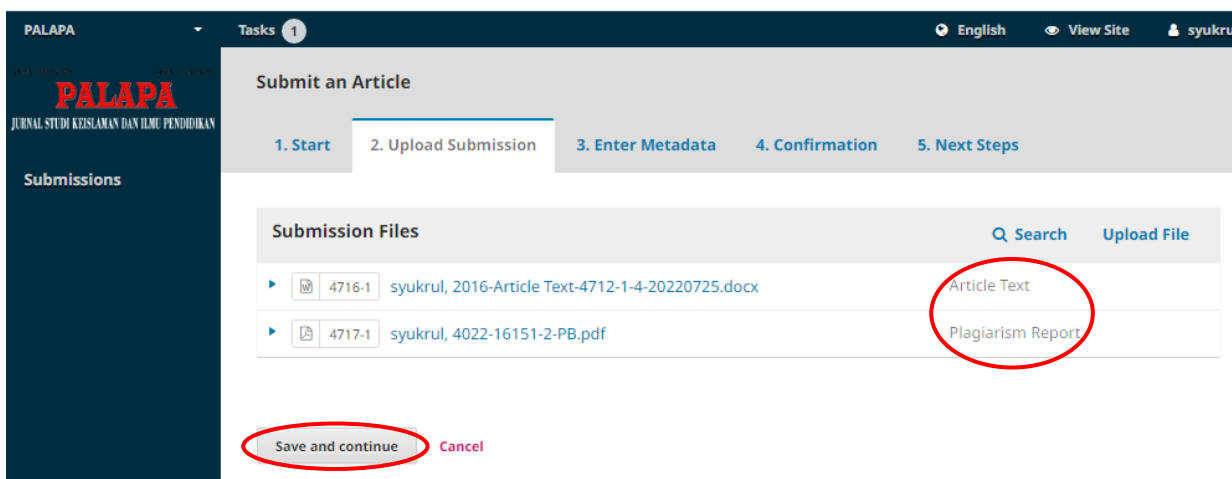 PALAPA Tasks 1 English View Site syukru
Submit an Article
PALAPA
JURNAL STUDI KEISLAMAN DAN ILMU PENDIDIKAN
1. Start 2. Upload Submission 3. Enter Metadata 4. Confirmation 5. Next Steps
Submissions
Submission Files Search Upload File
4716-1 syukrul, 2016-Article Text-4712-1-4-20220725.docx Article Text
4717-1 syukrul, 4022-16151-2-PB.pdf Plagiarism Report
Save and continue Cancel